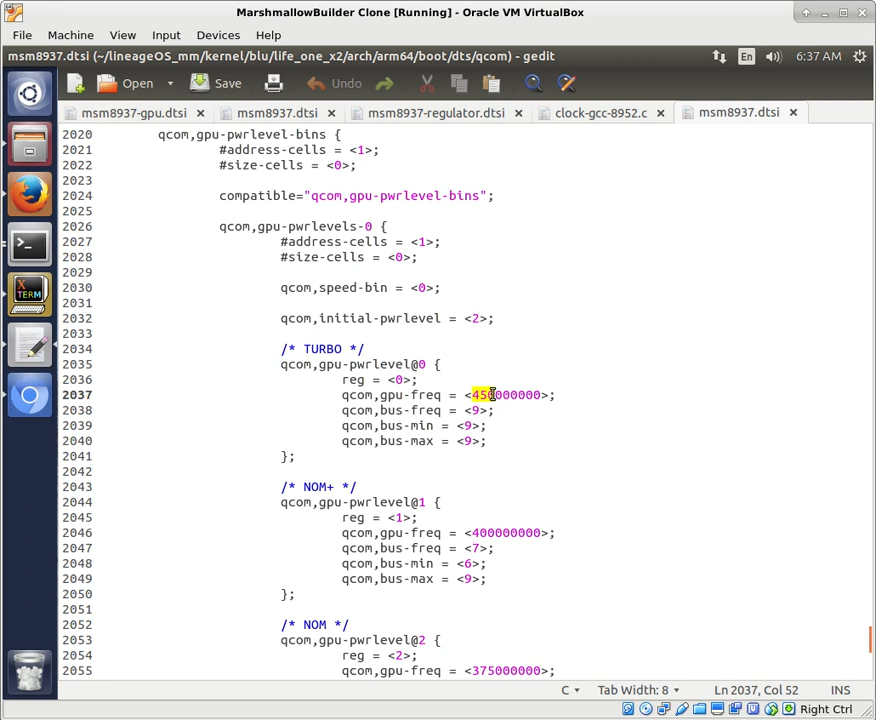 MarshmallowBuilder Clone [Running] - Oracle VM VirtualBox
File Machine View Input Devices Help
msm8937.dtsi (~/lineageOS_mm/kernel/blu/life_one_x2/arch/arm64/boot/dts/qcom) - gedit En 6:37 AM
Open Save Undo
msm8937-gpu.dtsi msm8937.dtsi msm8937-regulator.dtsi clock-gcc-8952.c msm8937.dtsi
2020 qcom,gpu-pwrlevel-bins {
2021 #address-cells = <1>;
2022 #size-cells = <0>;
2023
2024 compatible="qcom,gpu-pwrlevel-bins";
2025
2026 qcom,gpu-pwrlevels-0 {
2027 #address-cells = <1>;
2028 #size-cells = <0>;
2029
2030 qcom,speed-bin = <0>;
2031
2032 qcom,initial-pwrlevel = <2>;
2033
2034 /* TURBO */
2035 qcom,gpu-pwrlevel@0 {
2036 reg = <0>;
2037 qcom,gpu-freq = <450000000>;
2038 qcom,bus-freq = <9>;
2039 qcom,bus-min = <9>;
2040 qcom,bus-max = <9>;
2041 };
2042
2043 /* NOM+ */
2044 qcom,gpu-pwrlevel@1 {
2045 reg = <1>;
2046 qcom,gpu-freq = <400000000>;
2047 qcom,bus-freq = <7>;
2048 qcom,bus-min = <6>;
2049 qcom,bus-max = <9>;
2050 };
2051
2052 /* NOM */
2053 qcom,gpu-pwrlevel@2 {
2054 reg = <2>;
2055 qcom,gpu-freq = <375000000>;
C Tab Width: 8 Ln 2037, Col 52 INS
Right Ctrl